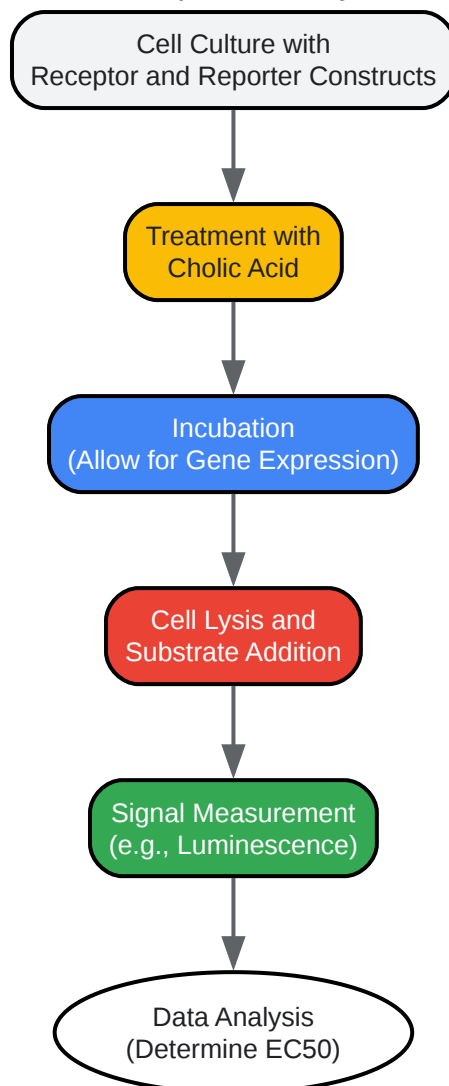 Cell Culture with
Receptor and Reporter Constructs
Treatment with
Cholic Acid
Incubation
(Allow for Gene Expression)
Cell Lysis and
Substrate Addition
Signal Measurement
(e.g., Luminescence)
Data Analysis
(Determine EC50)